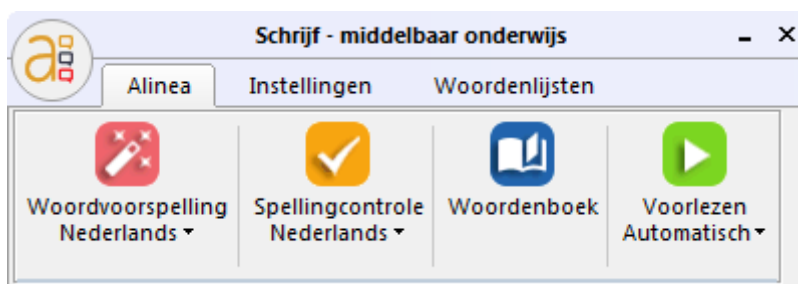 Schrijf - middelbaar onderwijs
Alinea Instellingen Woordenlijsten
Woordvoorspelling Spellingcontrole Woordenboek Voorlezen
Nederlands Nederlands Automatisch